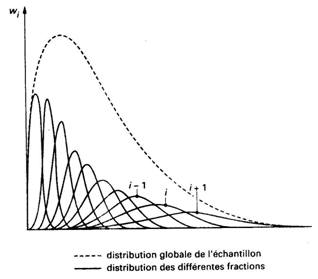 wᵢ
i – 1
i
i + 1
distribution globale de l'échantillon
distribution des différentes fractions